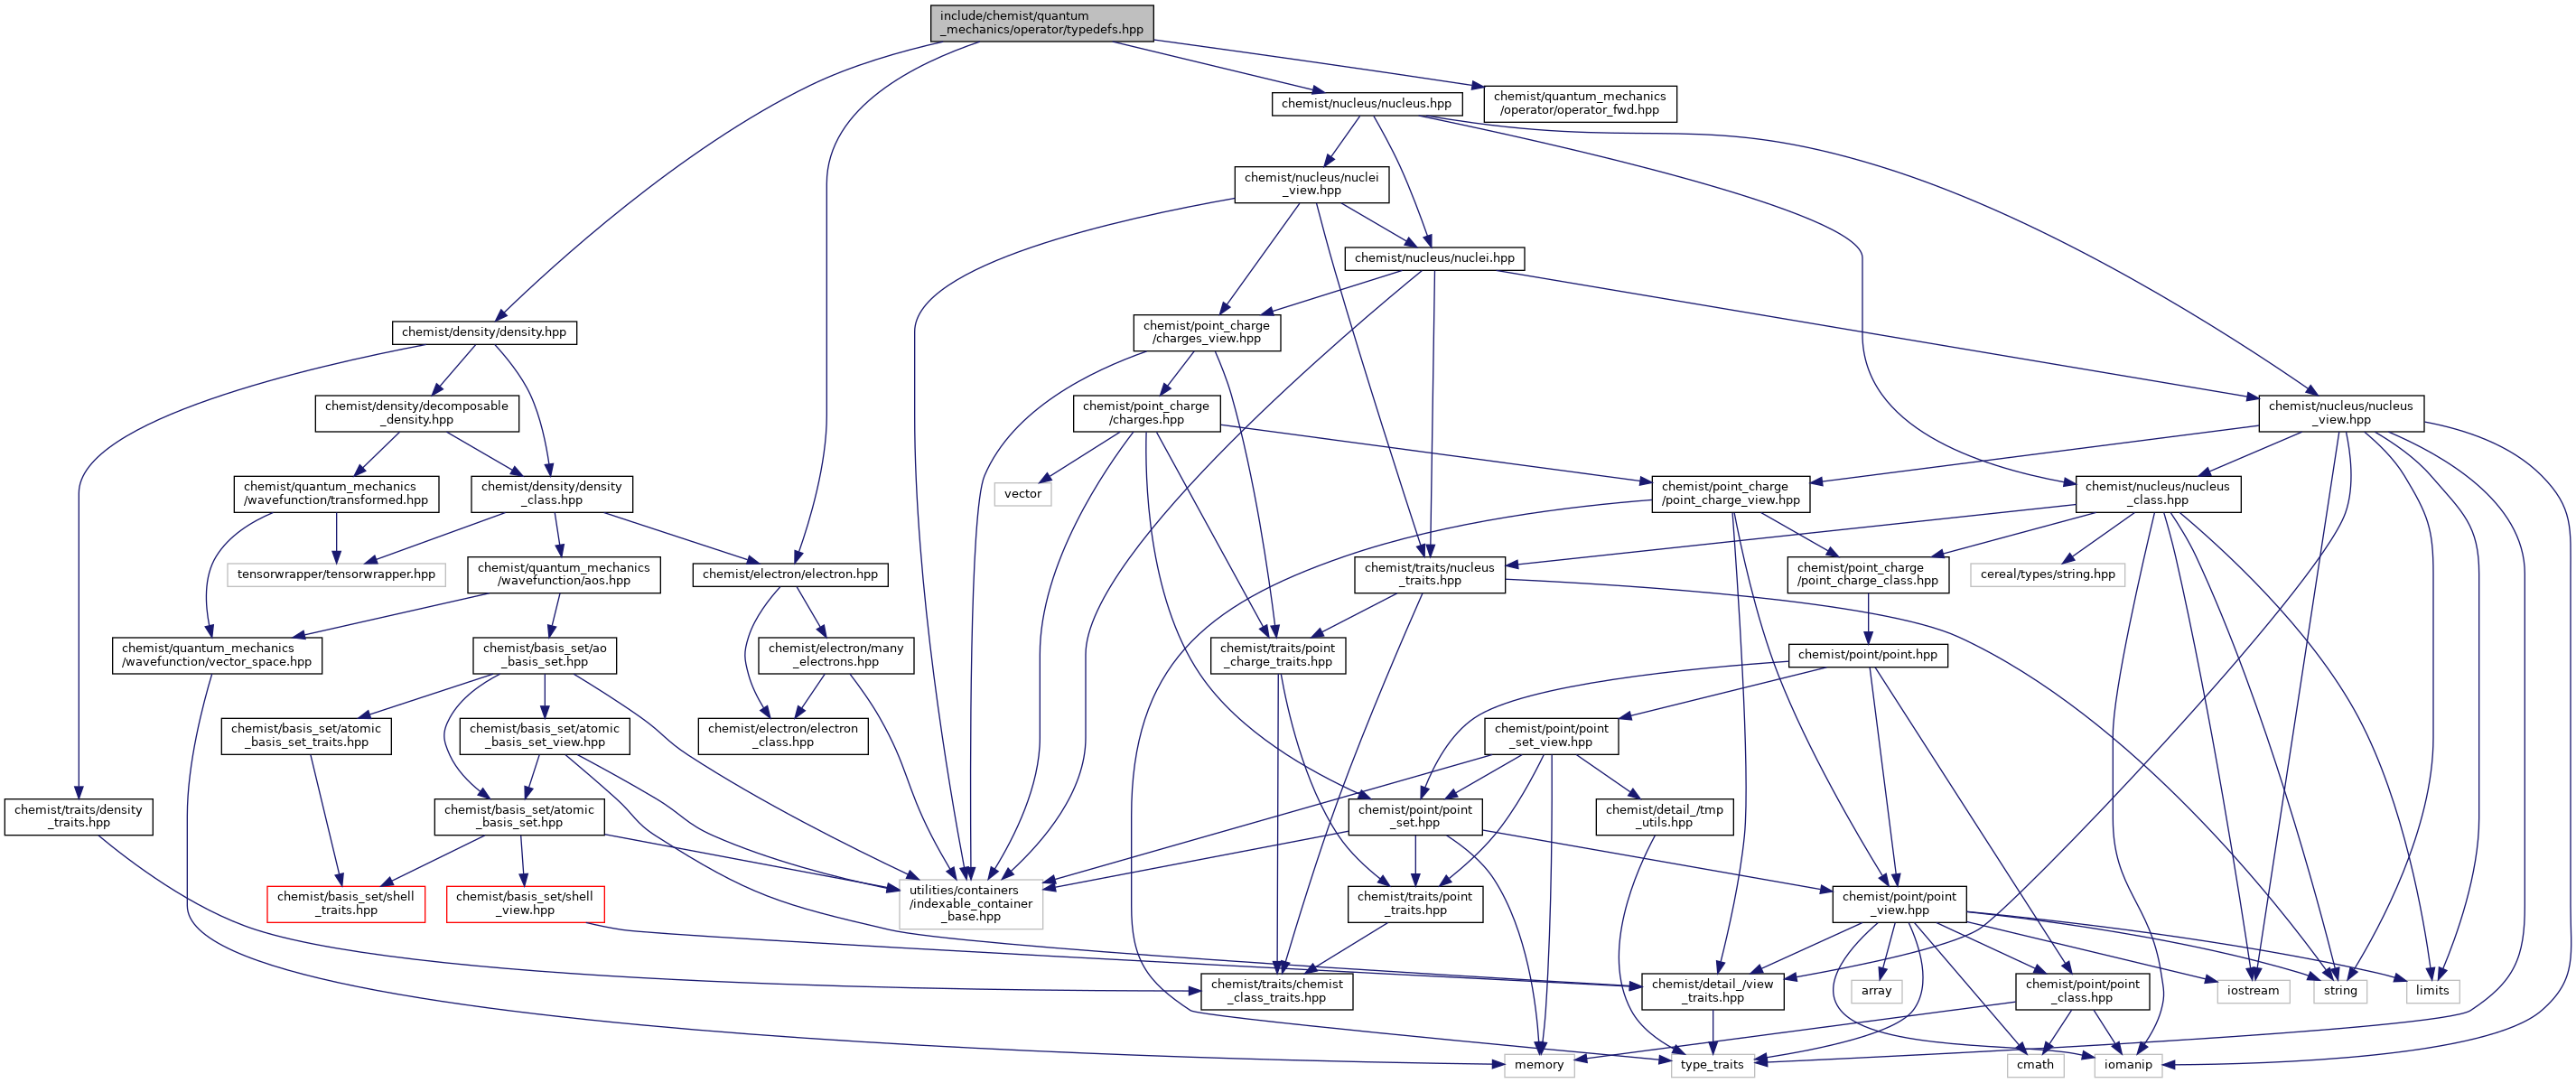 include/chemist/quantum
_mechanics/operator/typedefs.hpp
chemist/nucleus/nucleus.hpp
chemist/quantum_mechanics
/operator/operator_fwd.hpp
chemist/nucleus/nuclei
_view.hpp
chemist/nucleus/nuclei.hpp
chemist/density/density.hpp
chemist/point_charge
/charges_view.hpp
chemist/density/decomposable
_density.hpp
chemist/point_charge
/charges.hpp
chemist/nucleus/nucleus
_view.hpp
chemist/quantum_mechanics
/wavefunction/transformed.hpp
chemist/density/density
_class.hpp
vector
chemist/point_charge
/point_charge_view.hpp
chemist/nucleus/nucleus
_class.hpp
tensorwrapper/tensorwrapper.hpp
chemist/quantum_mechanics
/wavefunction/aos.hpp
chemist/electron/electron.hpp
chemist/traits/nucleus
_traits.hpp
chemist/point_charge
/point_charge_class.hpp
cereal/types/string.hpp
chemist/quantum_mechanics
/wavefunction/vector_space.hpp
chemist/basis_set/ao
_basis_set.hpp
chemist/electron/many
_electrons.hpp
chemist/traits/point
_charge_traits.hpp
chemist/point/point.hpp
chemist/basis_set/atomic
_basis_set_traits.hpp
chemist/basis_set/atomic
_basis_set_view.hpp
chemist/electron/electron
_class.hpp
chemist/point/point
_set_view.hpp
chemist/traits/density
_traits.hpp
chemist/basis_set/atomic
_basis_set.hpp
chemist/point/point
_set.hpp
chemist/detail_/tmp
_utils.hpp
chemist/basis_set/shell
_traits.hpp
chemist/basis_set/shell
_view.hpp
utilities/containers
/indexable_container
_base.hpp
chemist/traits/point
_traits.hpp
chemist/point/point
_view.hpp
chemist/traits/chemist
_class_traits.hpp
chemist/detail_/view
_traits.hpp
array
chemist/point/point
_class.hpp
iostream
string
limits
memory
type_traits
cmath
iomanip